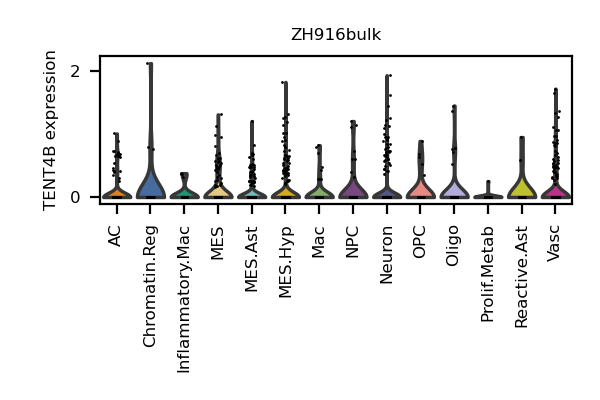 ZH916bulk
TENT4B expression
2
0
AC
Chromatin.Reg
Inflammatory.Mac
MES
MES.Ast
MES.Hyp
Mac
NPC
Neuron
OPC
Oligo
Prolif.Metab
Reactive.Ast
Vasc